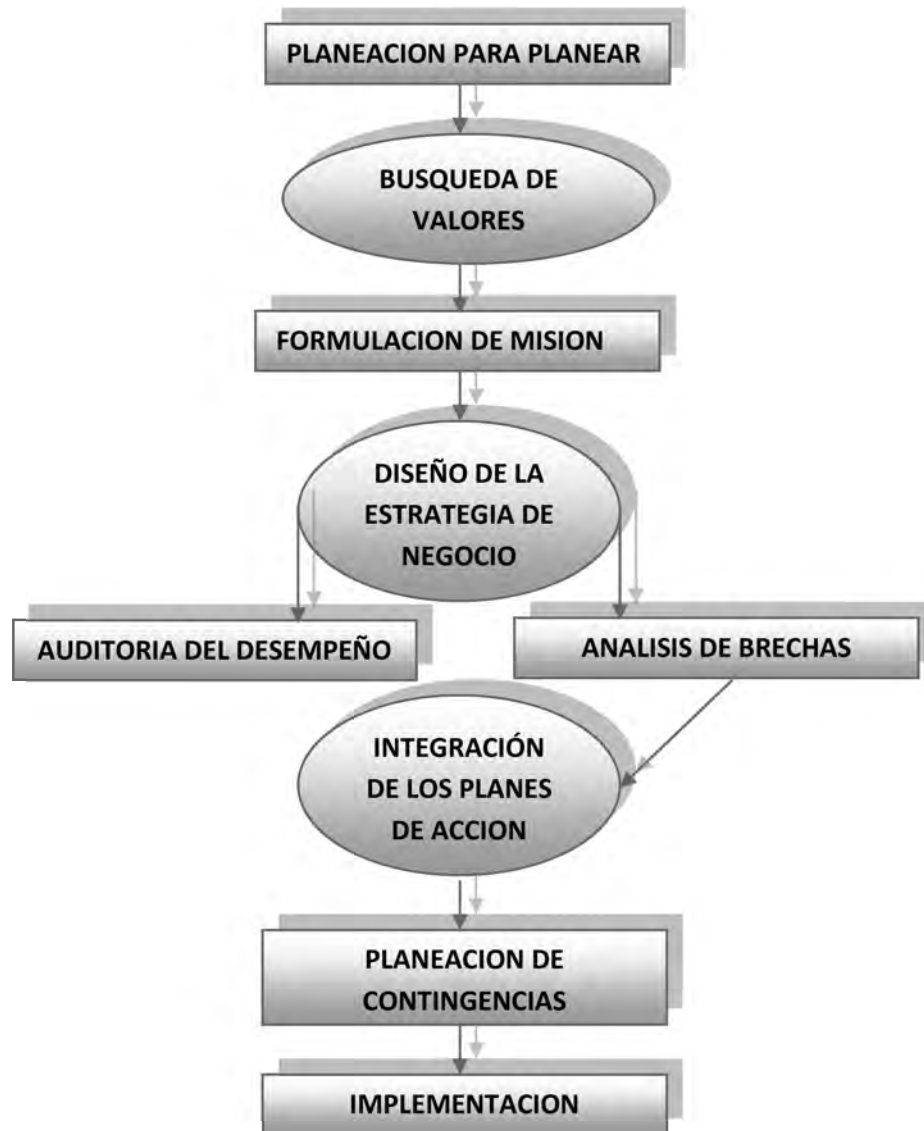 PLANEACION PARA PLANEAR
BUSQUEDA DE
VALORES
FORMULACION DE MISION
DISEÑO DE LA
ESTRATEGIA DE
NEGOCIO
AUDITORIA DEL DESEMPEÑO
ANALISIS DE BRECHAS
INTEGRACIÓN
DE LOS PLANES
DE ACCION
PLANEACION DE
CONTINGENCIAS
IMPLEMENTACION